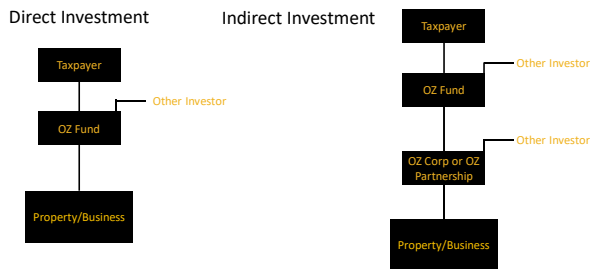 Direct Investment
Taxpayer
Other Investor
OZ Fund
Property/Business
Indirect Investment
Taxpayer
Other Investor
OZ Fund
Other Investor
OZ Corp or OZ
Partnership
Property/Business